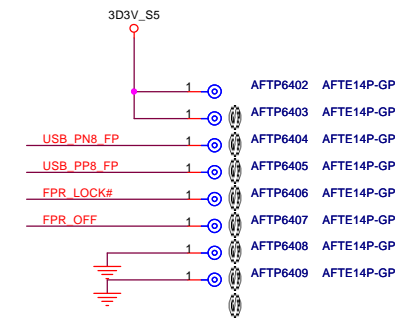 3D3V_S5
1 AFTP6402 AFTE14P-GP
1 AFTP6403 AFTE14P-GP
USB_PN8_FP 1 AFTP6404 AFTE14P-GP
USB_PP8_FP 1 AFTP6405 AFTE14P-GP
FPR_LOCK# 1 AFTP6406 AFTE14P-GP
FPR_OFF 1 AFTP6407 AFTE14P-GP
1 AFTP6408 AFTE14P-GP
1 AFTP6409 AFTE14P-GP